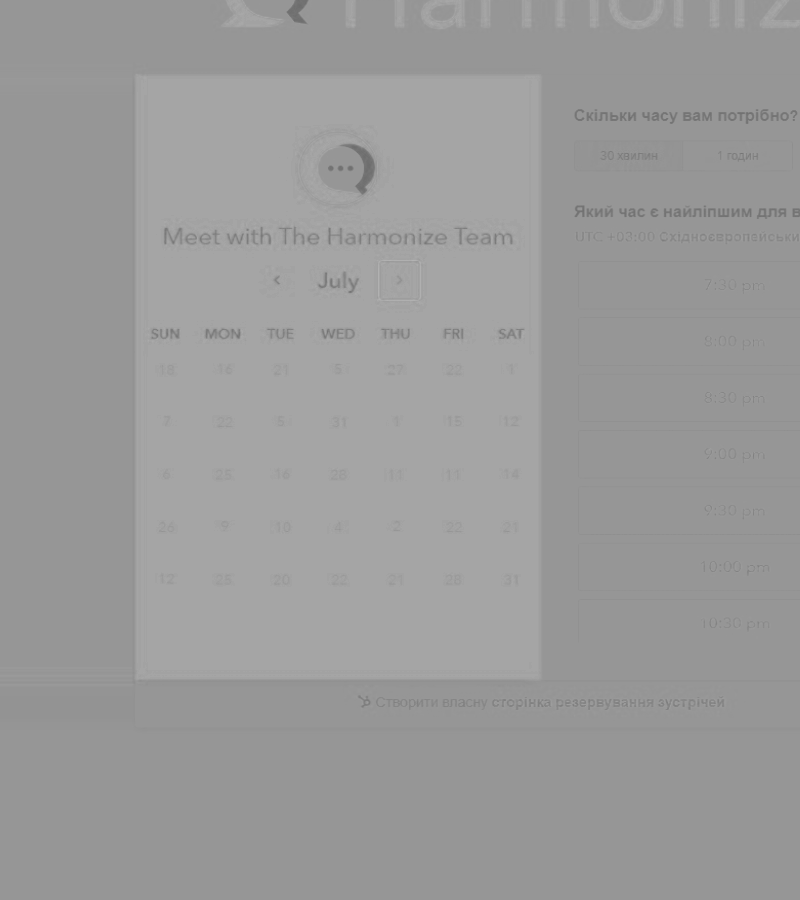 Harmoniz
Meet with The Harmonize Team
July
SUN MON TUE WED THU FRI SAT
18 16 21 5 27 22 1
7 22 5 31 1 15 12
6 25 16 28 11 11 14
26 9 10 4 2 22 21
12 25 20 22 21 28 31
Скільки часу вам потрібно?
30 хвилин 1 годин
Який час є найліпшим для в
UTC +03:00 Східноєвропейськи
7:30 pm
8:00 pm
8:30 pm
9:00 pm
9:30 pm
10:00 pm
10:30 pm
Створити власну сторінка резервування зустрічей